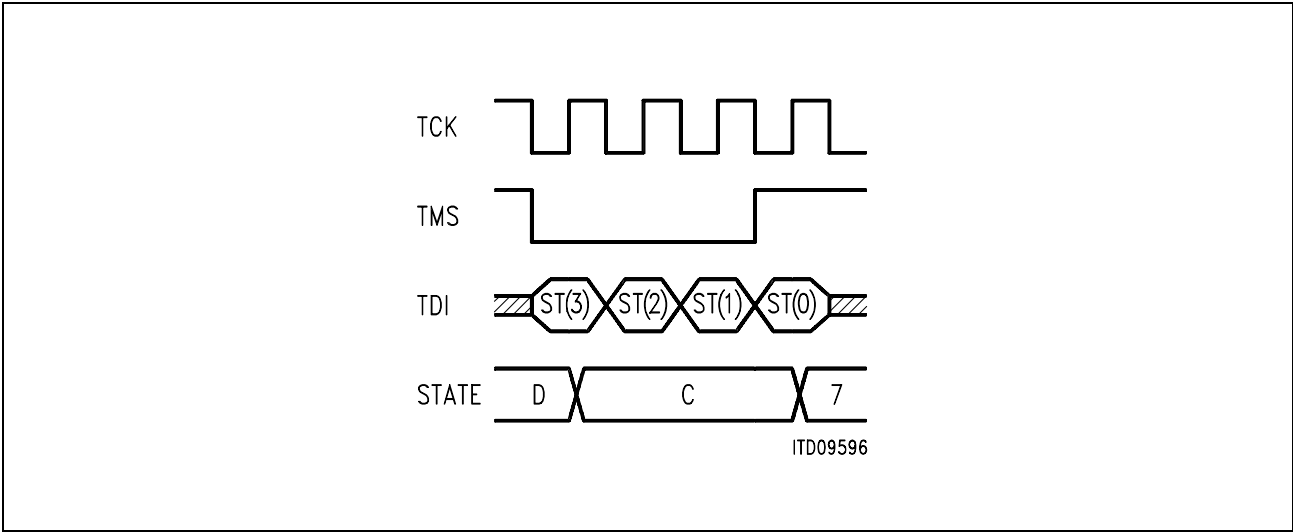 TCK
TMS
TDI ST(3) ST(2) ST(1) ST(0)
STATE D C 7
ITD09596